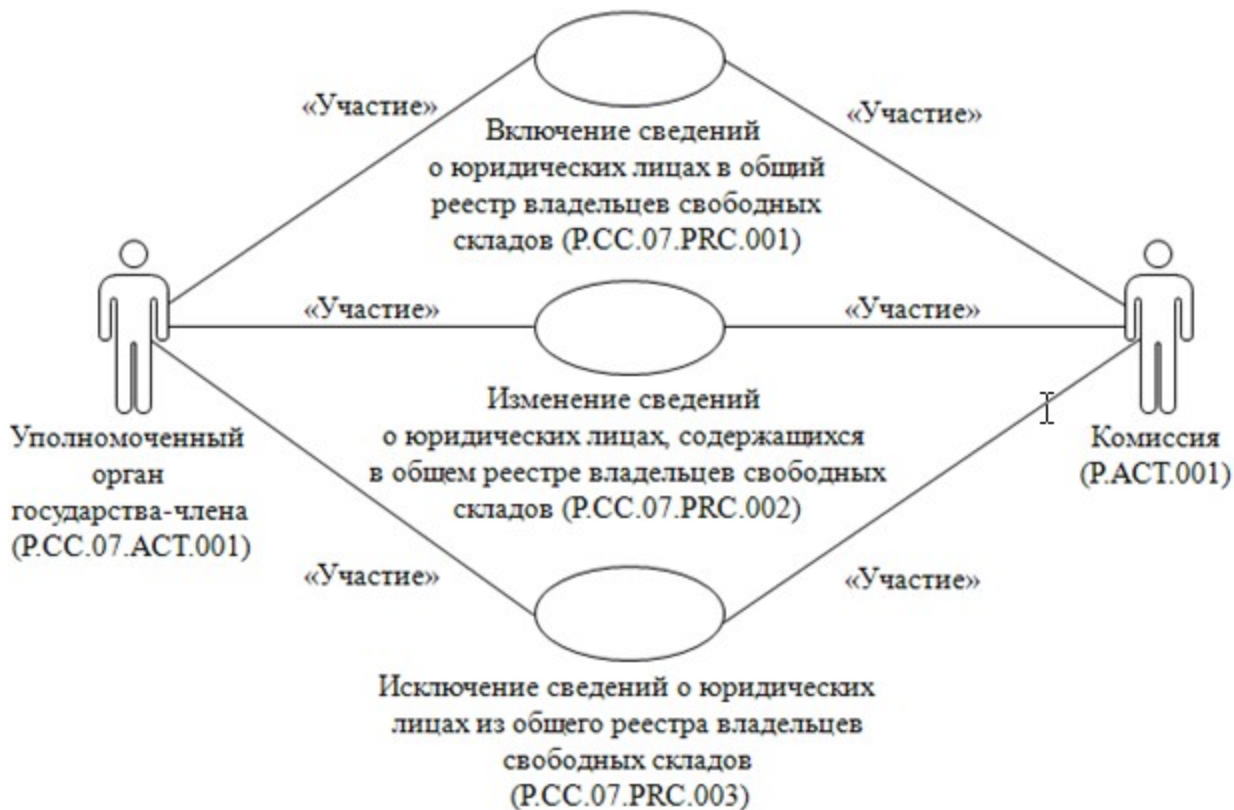 «Участие»
«Участие»
Включение сведений
о юридических лицах в общий
реестр владельцев свободных
складов (P.CC.07.PRC.001)
«Участие»
«Участие»
Уполномоченный
орган
государства-члена
(P.CC.07.ACT.001)
Изменение сведений
о юридических лицах, содержащихся
в общем реестре владельцев свободных
складов (P.CC.07.PRC.002)
Комиссия
(P.ACT.001)
«Участие»
«Участие»
Исключение сведений о юридических
лицах из общего реестра владельцев
свободных складов
(P.CC.07.PRC.003)